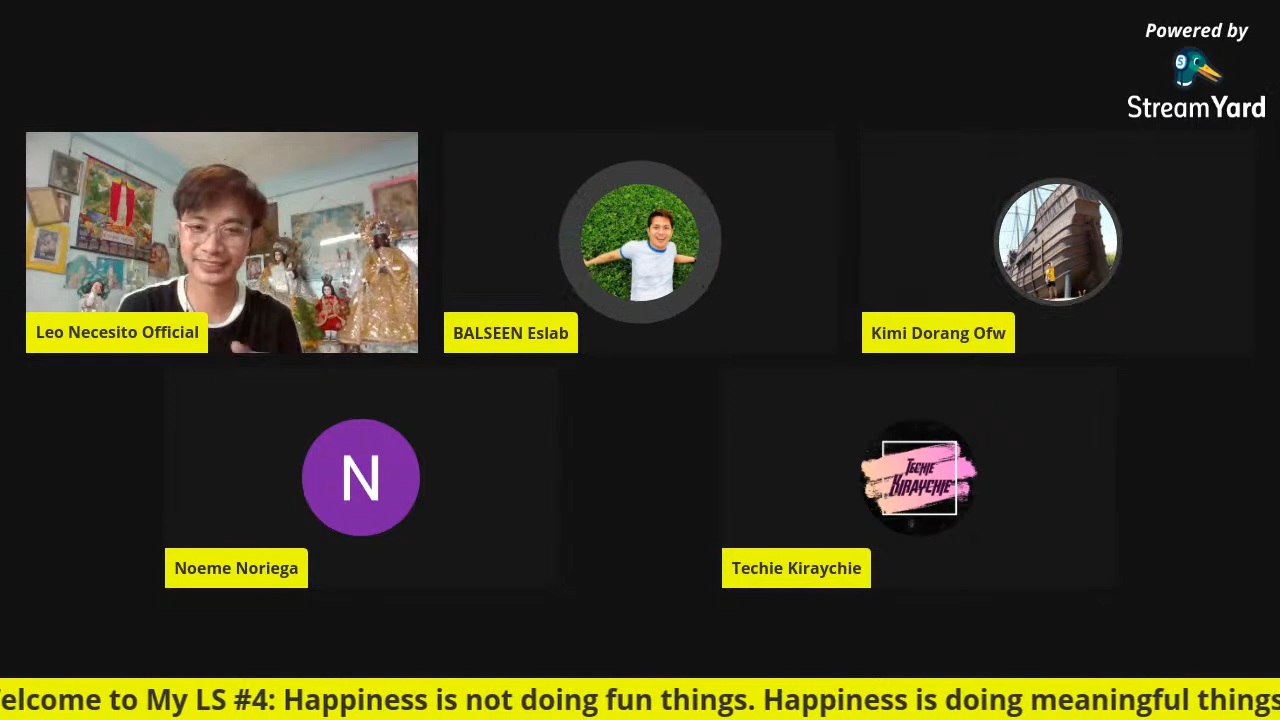 Powered by
S
StreamYard
Leo Necesito Official
BALSEEN Eslab
Kimi Dorang Ofw
N
TECHIE
KIRAYCHIE
Noeme Noriega
Techie Kiraychie
elcome to My LS #4: Happiness is not doing fun things. Happiness is doing meaningful things